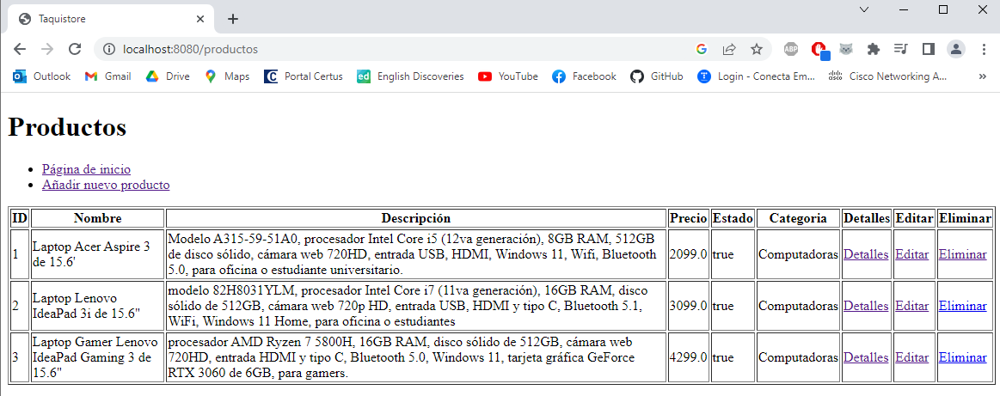 Taquistore
localhost:8080/productos
Outlook Gmail Drive Maps Portal Certus English Discoveries YouTube Facebook GitHub Login - Conecta Em... Cisco Networking A... »
Productos
Página de inicio
Añadir nuevo producto
ID Nombre Descripción Precio Estado Categoria Detalles Editar Eliminar
1 Laptop Acer Aspire 3 de 15.6' Modelo A315-59-51A0, procesador Intel Core i5 (12va generación), 8GB RAM, 512GB
de disco sólido, cámara web 720HD, entrada USB, HDMI, Windows 11, Wifi, Bluetooth
5.0, para oficina o estudiante universitario. 2099.0 true Computadoras Detalles Editar Eliminar
2 Laptop Lenovo IdeaPad 3i de 15.6" modelo 82H8031YLM, procesador Intel Core i7 (11va generación), 16GB RAM, disco
sólido de 512GB, cámara web 720p HD, entrada USB, HDMI y tipo C, Bluetooth 5.1,
WiFi, Windows 11 Home, para oficina o estudiantes 3099.0 true Computadoras Detalles Editar Eliminar
3 Laptop Gamer Lenovo IdeaPad Gaming 3 de 15.6" procesador AMD Ryzen 7 5800H, 16GB RAM, disco sólido de 512GB, cámara web
720HD, entrada HDMI y tipo C, Bluetooth 5.0, Windows 11, tarjeta gráfica GeForce
RTX 3060 de 6GB, para gamers. 4299.0 true Computadoras Detalles Editar Eliminar